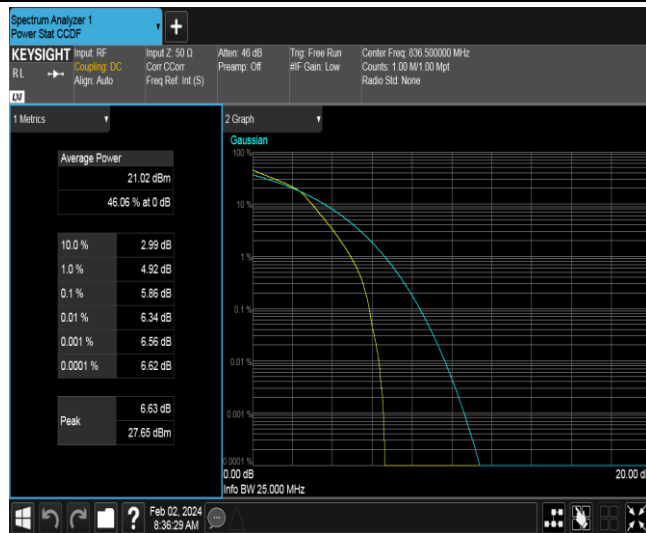 Spectrum Analyzer 1
Power Stat CCDF
+
KEYSIGHT
RL
Input: RF
Coupling: DC
Align: Auto
Input Z: 50 Ω
Corr CCorr
Freq Ref: Int (S)
Atten: 46 dB
Preamp: Off
Trig: Free Run
#IF Gain: Low
Center Freq: 836.500000 MHz
Counts: 1.00 M/1.00 Mpt
Radio Std: None
1 Metrics
Average Power
21.02 dBm
46.06 % at 0 dB
10.0 % 2.99 dB
1.0 % 4.92 dB
0.1 % 5.86 dB
0.01 % 6.34 dB
0.001 % 6.56 dB
0.0001 % 6.62 dB
Peak
6.63 dB
27.65 dBm
2 Graph
Gaussian
100 %
10 %
1 %
0.1 %
0.01 %
0.001 %
0.0001 %
0.00 dB
20.00 d
Info BW 25.000 MHz
?
Feb 02, 2024
8:36:29 AM